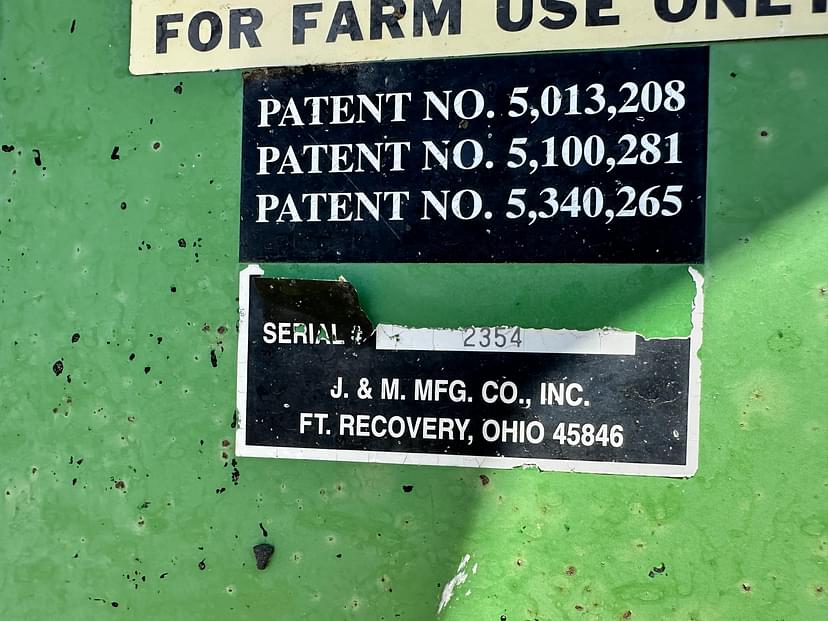 FOR FARM USE ONLY
PATENT NO. 5,013,208
PATENT NO. 5,100,281
PATENT NO. 5,340,265
SERIAL # 2354
J. & M. MFG. CO., INC.
FT. RECOVERY, OHIO 45846